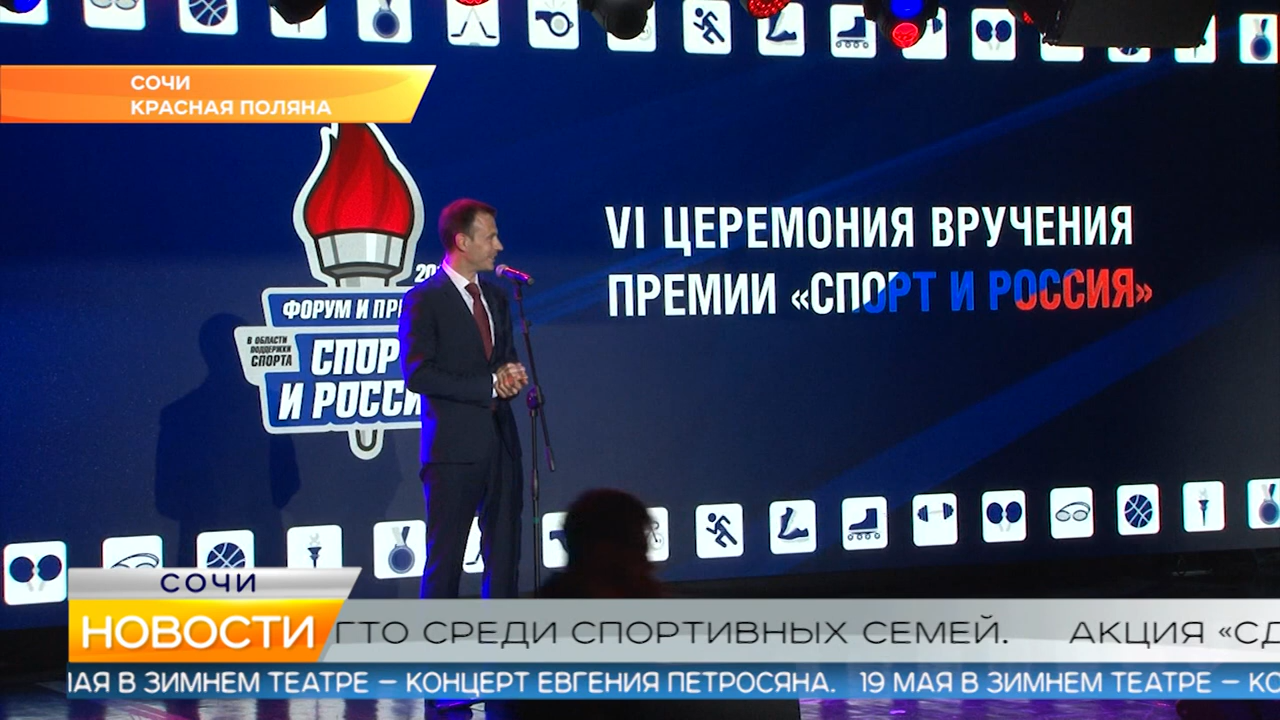 СОЧИ
КРАСНАЯ ПОЛЯНА
VI ЦЕРЕМОНИЯ ВРУЧЕНИЯ
ПРЕМИИ «СПОРТ И РОССИЯ»
ФОРУМ И ПРЕ
В ОБЛАСТИ
ПОДДЕРЖКИ
СПОРТА
СПОР
И РОССИ
СОЧИ
НОВОСТИ
ГТО СРЕДИ СПОРТИВНЫХ СЕМЕЙ. АКЦИЯ «СД
МАЯ В ЗИМНЕМ ТЕАТРЕ – КОНЦЕРТ ЕВГЕНИЯ ПЕТРОСЯНА. 19 МАЯ В ЗИМНЕМ ТЕАТРЕ – КО